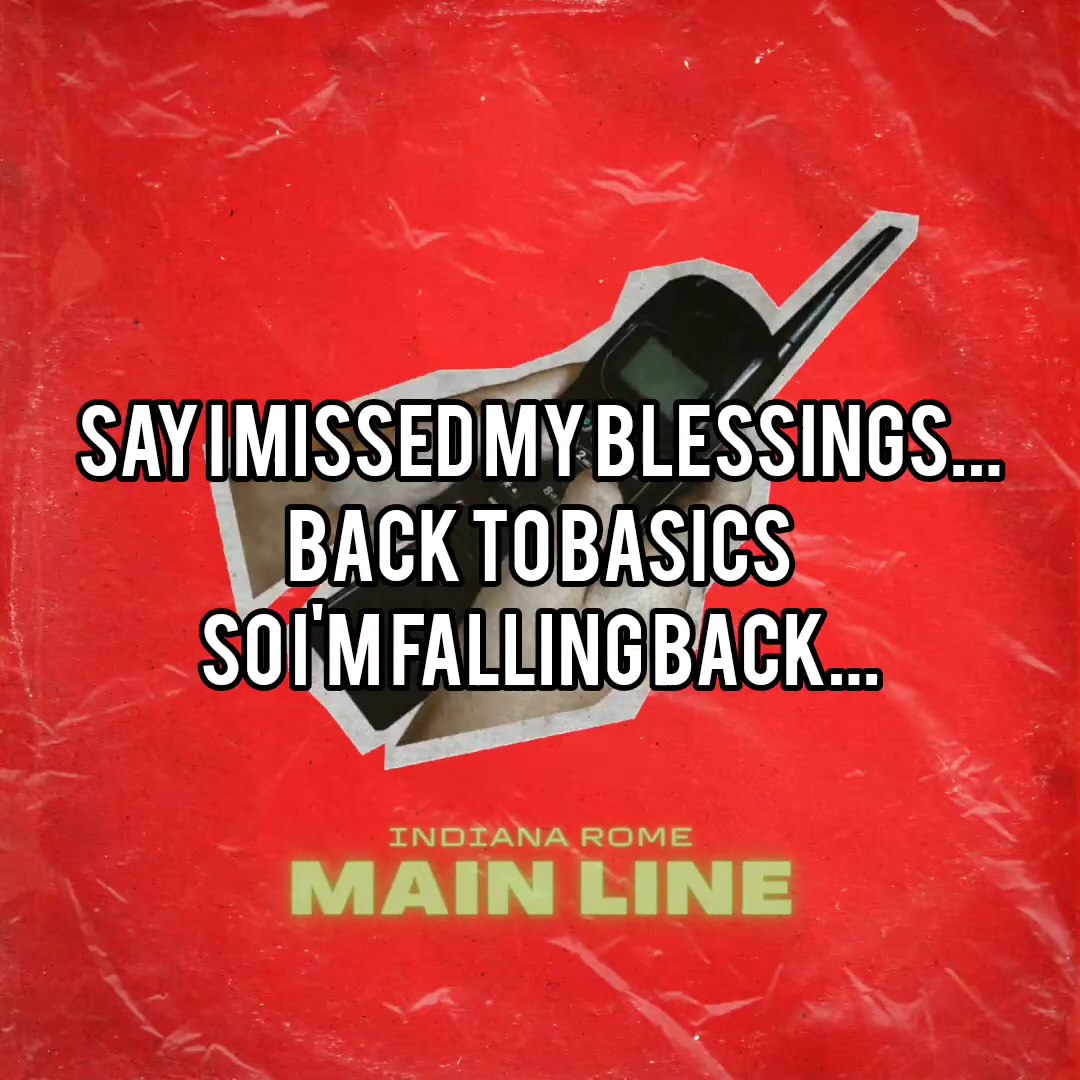 SAY I MISSED MY BLESSINGS...
BACK TO BASICS
SO I'M FALLING BACK...
INDIANA ROME
MAIN LINE